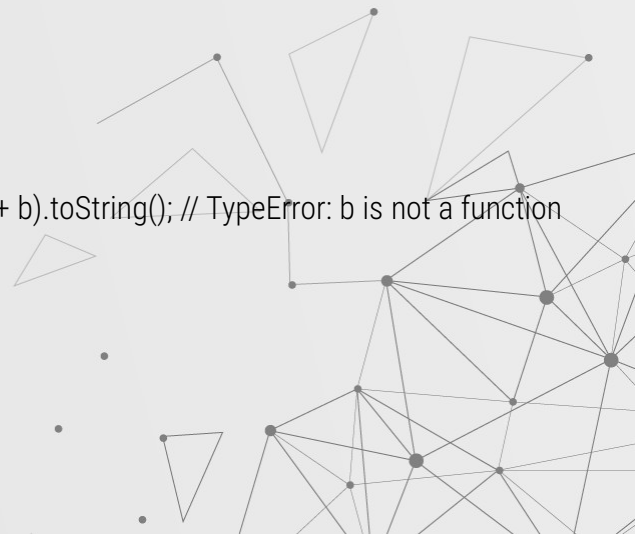 + b).toString(); // TypeError: b is not a function